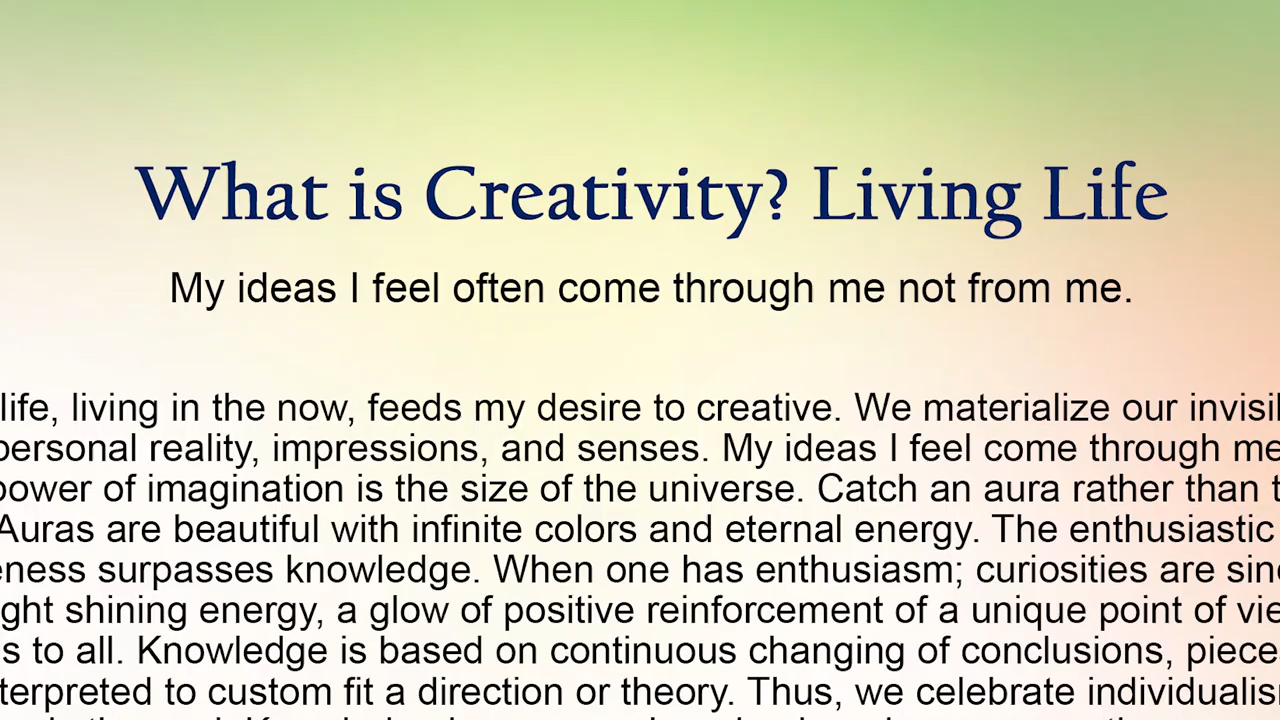 What is Creativity? Living Life
My ideas I feel often come through me not from me.
life, living in the now, feeds my desire to creative. We materialize our
personal reality, impressions, and senses. My ideas I feel come through me
power of imagination is the size of the universe. Catch an aura rather than
Auras are beautiful with infinite colors and eternal energy. The enthusiastic
surpasses knowledge. When one has enthusiasm; curiosities are
shining energy, a glow of positive reinforcement of a unique point of
to all. Knowledge is based on continuous changing of conclusions,
to custom fit a direction or theory. Thus, we celebrate